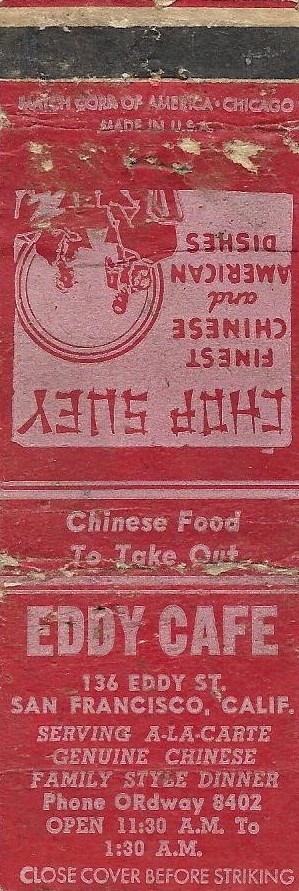 MATCH CORP. OF AMERICA · CHICAGO
MADE IN U.S.A.
CHOP SUEY
FINEST
CHINESE
and
AMERICAN
DISHES
Chinese Food
To Take Out
EDDY CAFE
136 EDDY ST.
SAN FRANCISCO, CALIF.
SERVING A-LA-CARTE
GENUINE CHINESE
FAMILY STYLE DINNER
Phone ORdway 8402
OPEN 11:30 A.M. To
1:30 A.M.
CLOSE COVER BEFORE STRIKING